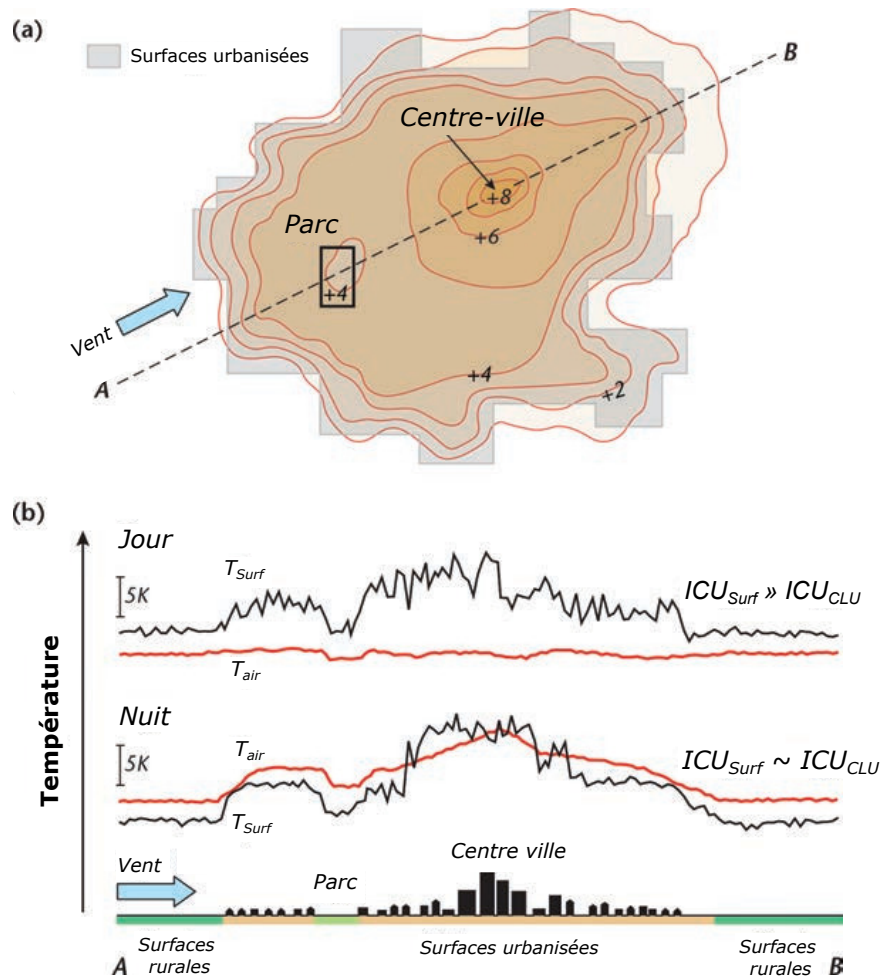 (a)
Surfaces urbanisées
B
Centre-ville
+8
Parc
+6
+4
Vent
A
+4
+2
(b)
Température
Jour
T_Surf
5K
ICU_Surf » ICU_CLU
T_air
Nuit
T_air
5K
ICU_Surf ~ ICU_CLU
T_Surf
Vent
Centre ville
Parc
A
Surfaces
rurales
Surfaces urbanisées
Surfaces
rurales
B